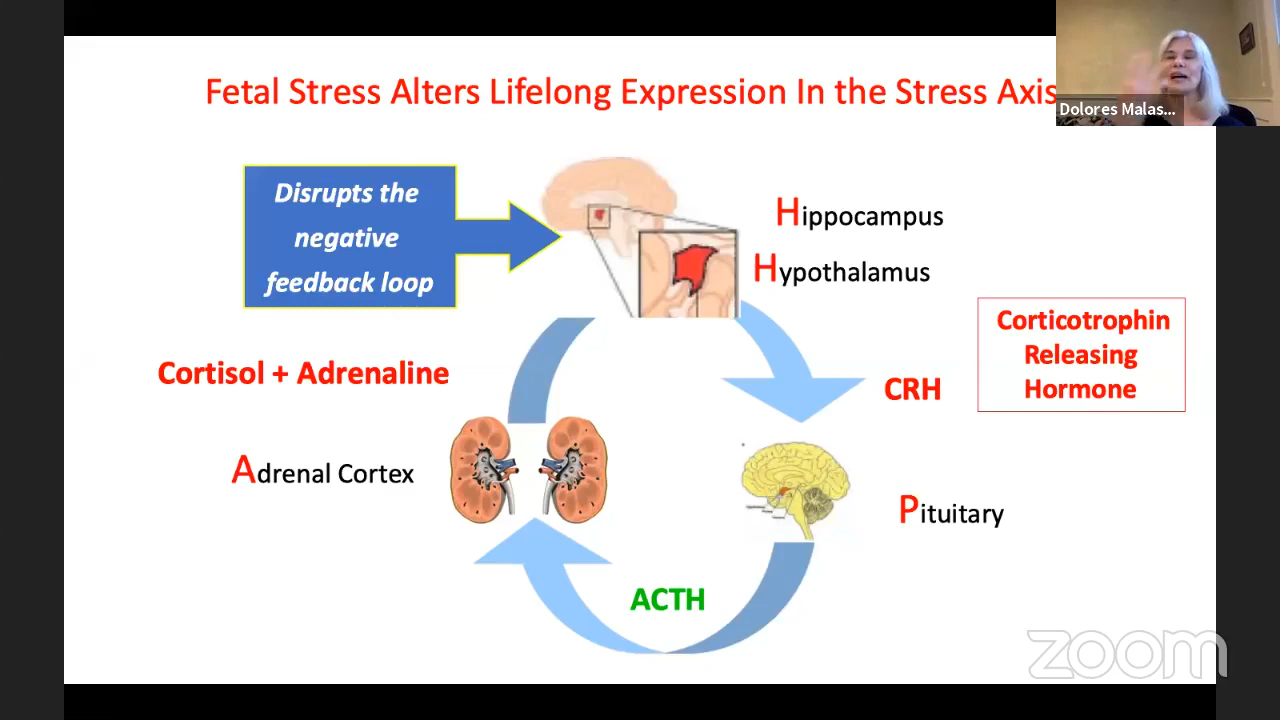 Fetal Stress Alters Lifelong Expression In the Stress Axis
Dolores Malas...
Disrupts the
negative
feedback loop
Hippocampus
Hypothalamus
Corticotrophin
Releasing
Hormone
Cortisol + Adrenaline
CRH
Adrenal Cortex
Pituitary
ACTH
zoom